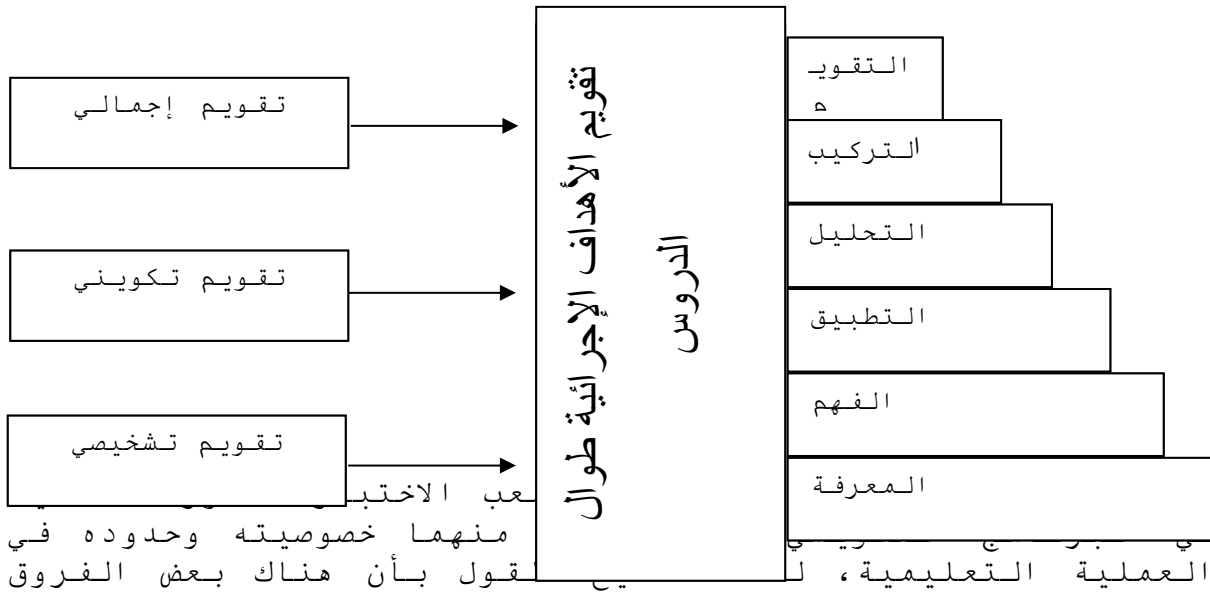 تقويم إجمالي
تقويم تكويني
تقويم تشخيصي
تقويم الأهداف الإجرائية طوال
الدروس
التقويم
التركيب
التحليل
التطبيق
الفهم
المعرفة
منهما خصوصيته وحدوده في
العملية التعليمية، بأن هناك بعض الفروق